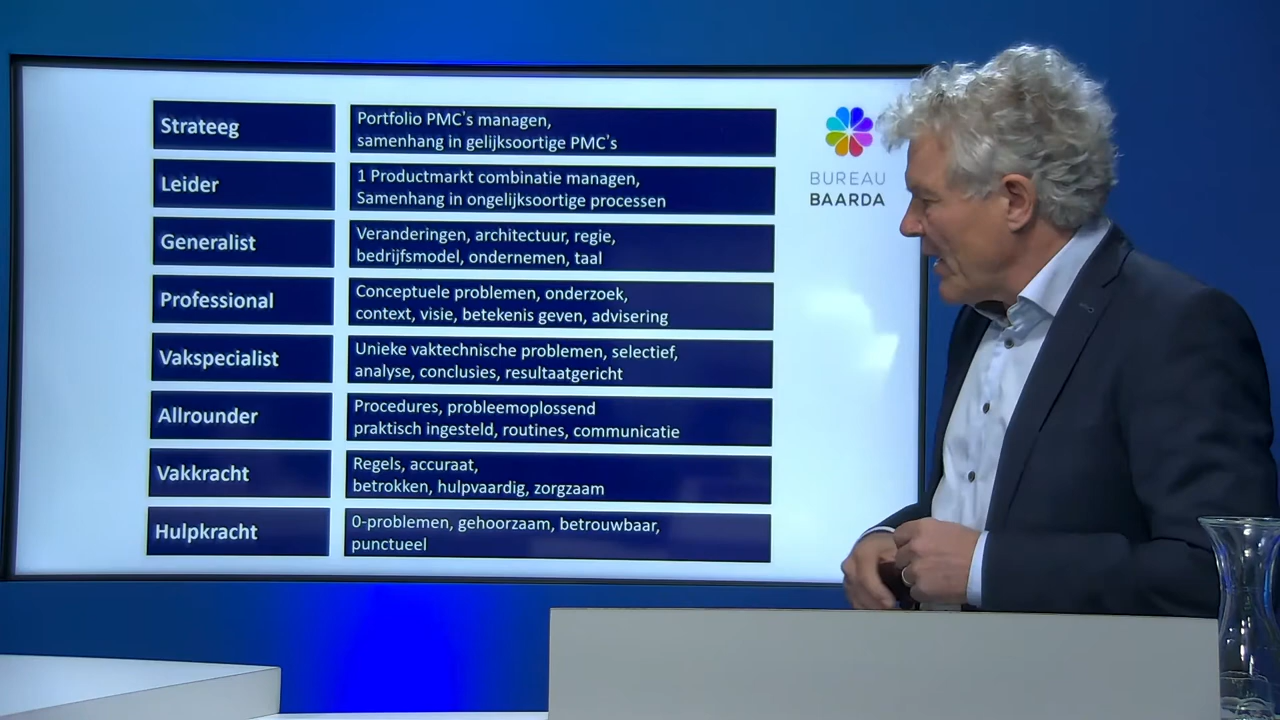 Strateeg
Portfolio PMC's managen,
samenhang in gelijksoortige PMC's
Leider
1 Productmarkt combinatie managen,
Samenhang in ongelijksoortige processen
Generalist
Veranderingen, architectuur, regie,
bedrijfsmodel, ondernemen, taal
Professional
Conceptuele problemen, onderzoek,
context, visie, betekenis geven, advisering
Vakspecialist
Unieke vaktechnische problemen, selectief,
analyse, conclusies, resultaatgericht
Allrounder
Procedures, probleemoplossend
praktisch ingesteld, routines, communicatie
Vakkracht
Regels, accuraat,
betrokken, hulpvaardig, zorgzaam
Hulpkracht
0-problemen, gehoorzaam, betrouwbaar,
punctueel
BUREAU
BAARDA